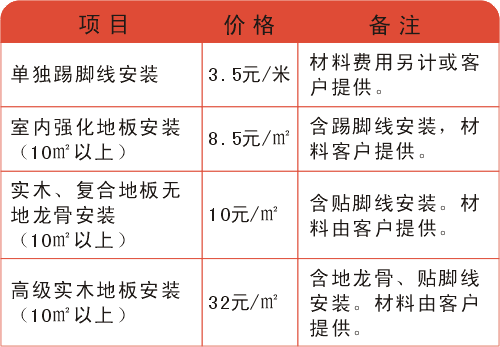 项目 价格 备注
单独踢脚线安装 3.5元/米 材料费用另计或客
户提供。
室内强化地板安装
（10㎡以上） 8.5元/㎡ 含踢脚线安装，材
料客户提供。
实木、复合地板无
地龙骨安装
（10㎡以上） 10元/㎡ 含贴脚线安装。材
料由客户提供。
高级实木地板安装
（10㎡以上） 32元/㎡ 含地龙骨、贴脚线
安装。材料由客户
提供。